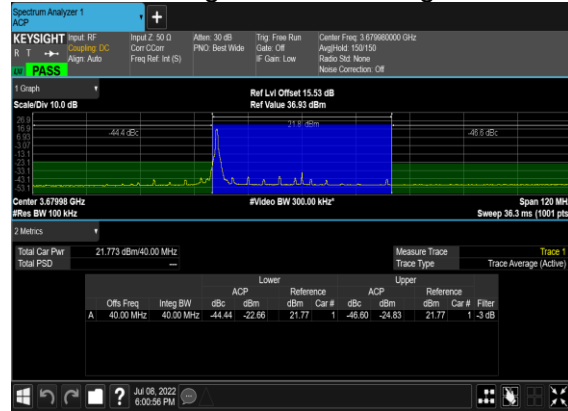 Spectrum Analyzer 1
ACP
+
KEYSIGHT Input: RF Input Z: 50 Ω Atten: 30 dB Trig: Free Run Center Freq: 3.679980000 GHz
R T Coupling: DC Corr CCorr PNO: Best Wide Gate: Off Avg|Hold: 150/150
Align: Auto Freq Ref: Int (S) IF Gain: Low Radio Std: None
PASS Noise Correction: Off
1 Graph Ref Lvl Offset 15.53 dB
Scale/Div 10.0 dB Ref Value 36.93 dBm
26.9
16.9 -44.4 dBc 21.8 dBm -46.6 dBc
6.93
-3.07
-13.1
-23.1
-33.1
-43.1
-53.1
Center 3.67998 GHz #Video BW 300.00 kHz* Span 120 MH
#Res BW 100 kHz Sweep 36.3 ms (1001 pts
2 Metrics
Total Car Pwr 21.773 dBm/40.00 MHz Measure Trace Trace 1
Total PSD --- Trace Type Trace Average (Active)
Lower Upper
ACP Reference ACP Reference
Offs Freq Integ BW dBc dBm dBm Car # dBc dBm dBm Car # Filter
A 40.00 MHz 40.00 MHz -44.44 -22.66 21.77 1 -46.60 -24.83 21.77 1 -3 dB
?
Jul 08, 2022
6:00:56 PM